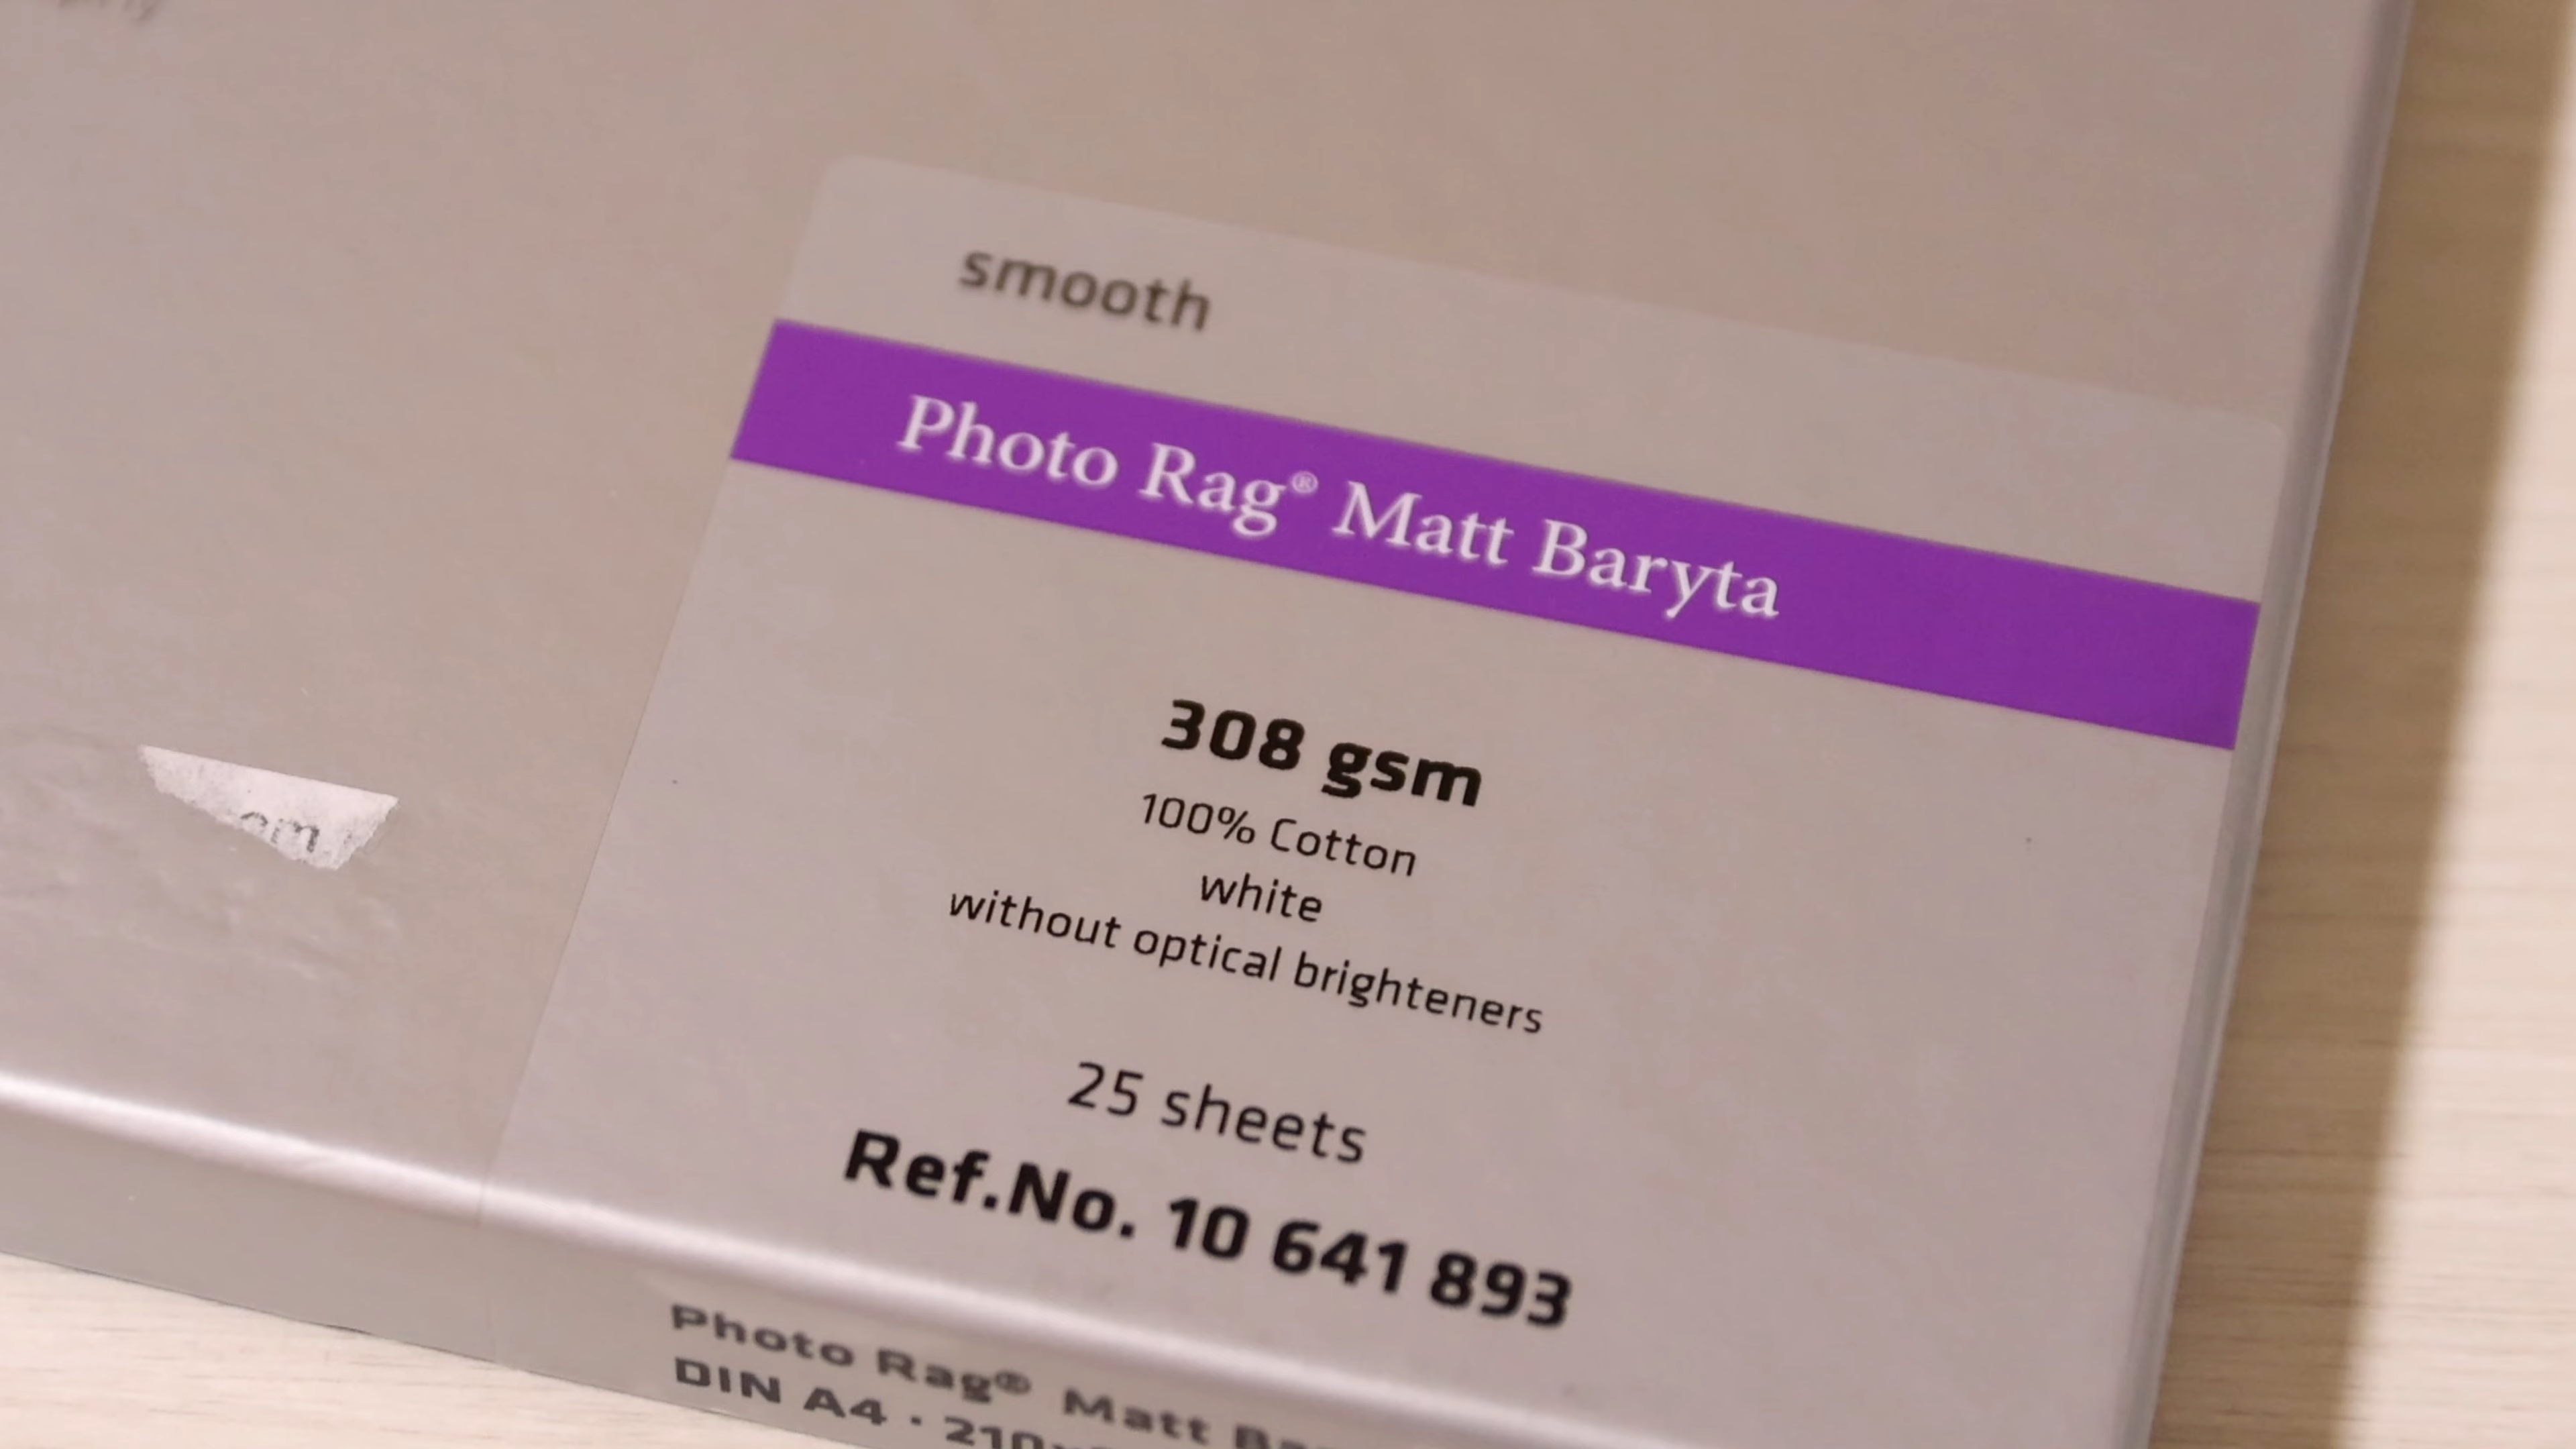 smooth
Photo Rag® Matt Baryta
308 gsm
100% Cotton
white
without optical brighteners
25 sheets
Ref.No. 10 641 893
Photo Rag® Matt
DIN A4 · 210